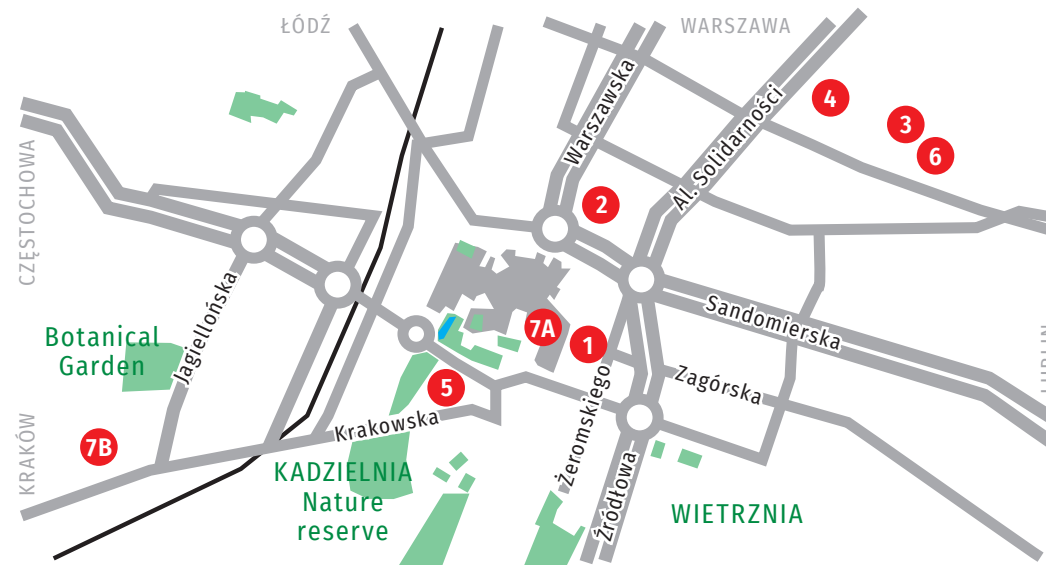 ŁÓDŹ
WARSZAWA
Warszawska
Al. Solidarności
4
3
6
CZĘSTOCHOWA
2
Jagiellońska
Sandomierska
Botanical
Garden
7A
1
LUBLIN
Zagórska
5
Krakowska
Żeromskiego
KRAKÓW
7B
KADZIELNIA
Nature
reserve
Źródłowa
WIETRZNIA